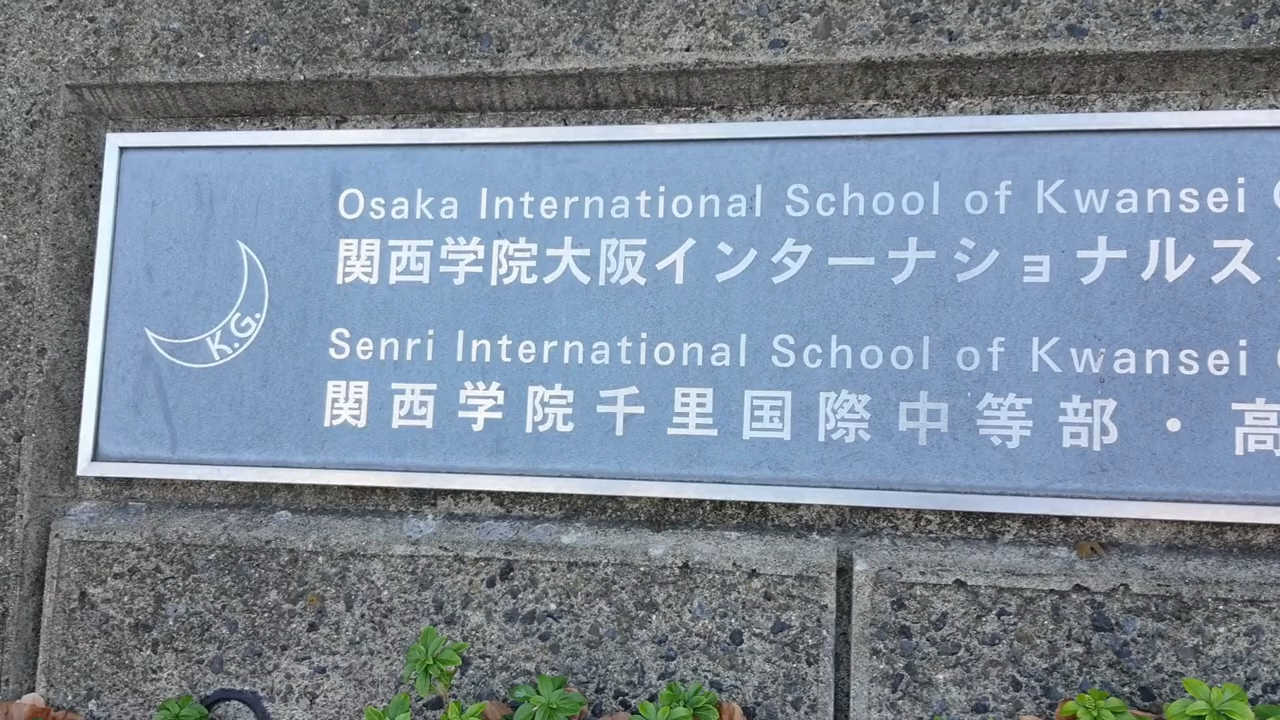 K.G.
Osaka International School of Kwansei
関西学院大阪インターナショナルス
Senri International School of Kwansei
関西学院千里国際中等部・高